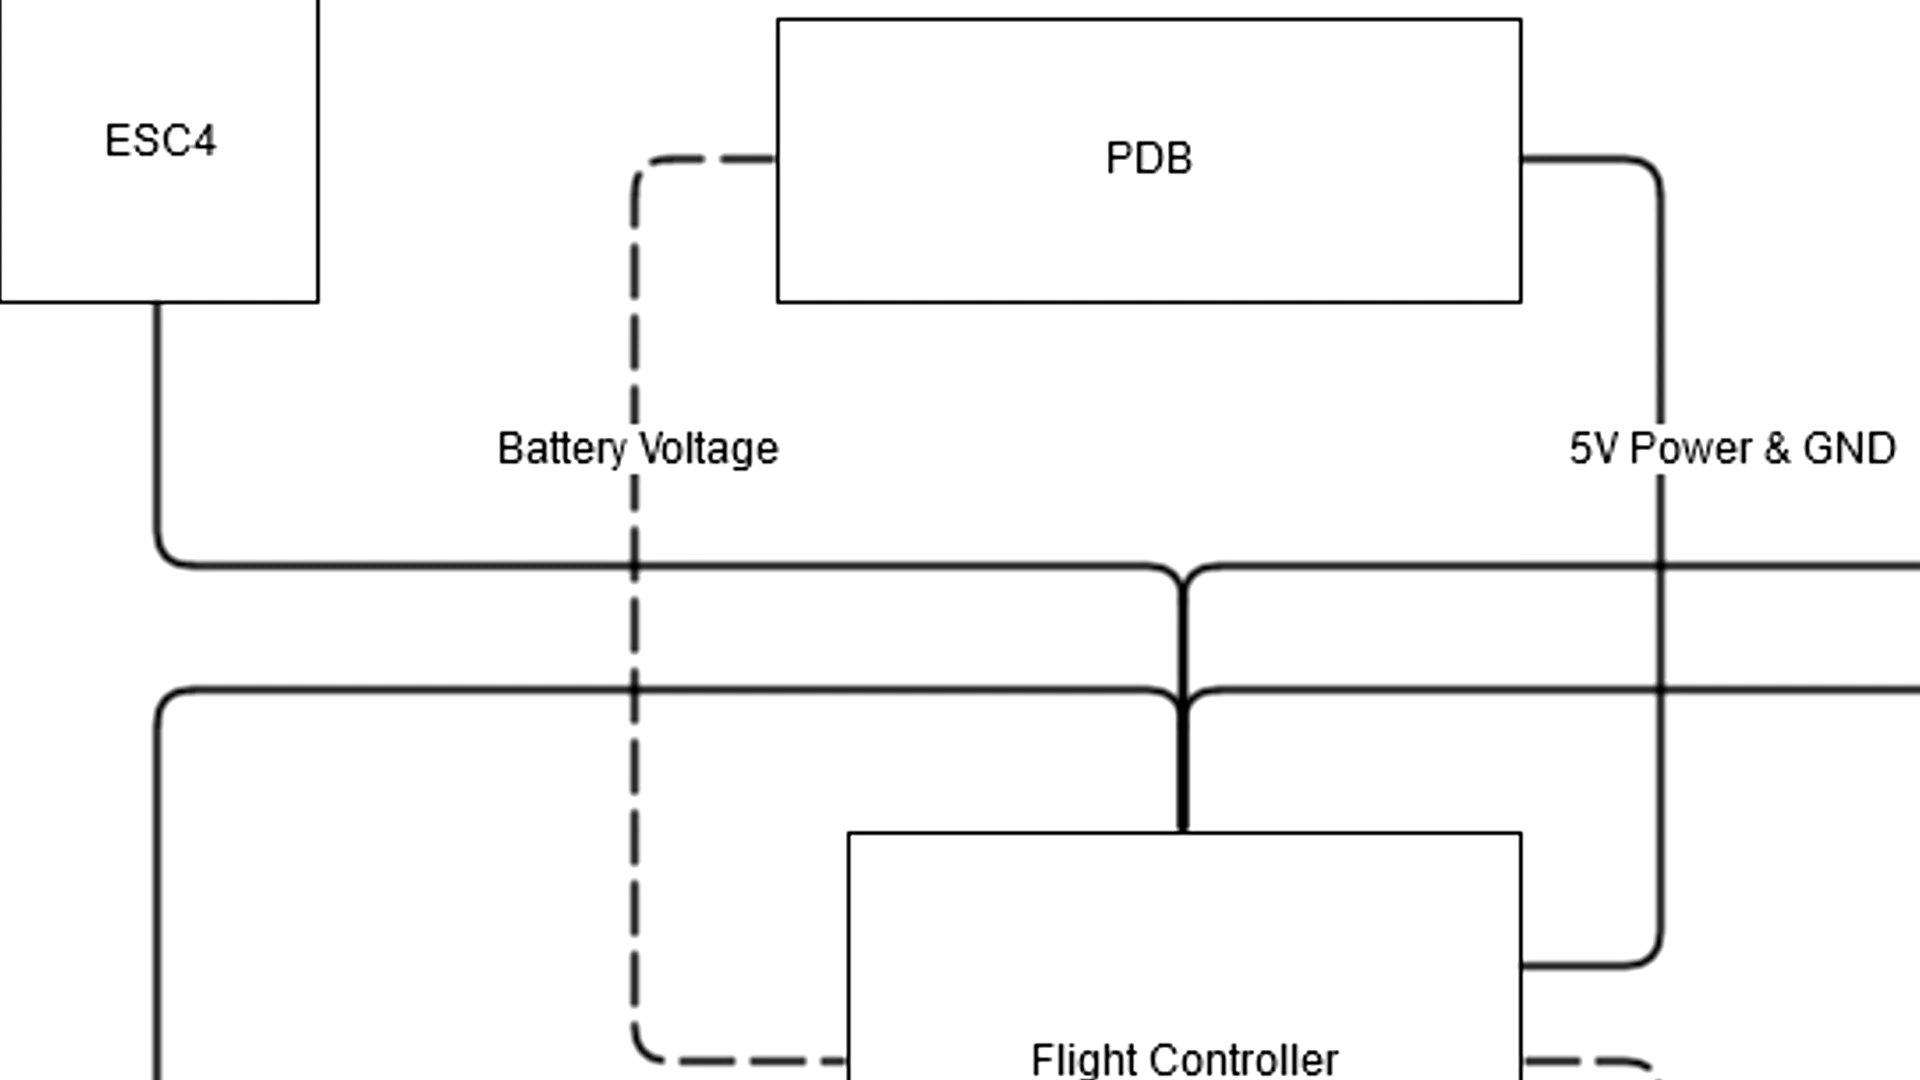 ESC4
PDB
Battery Voltage
5V Power & GND
Flight Controller